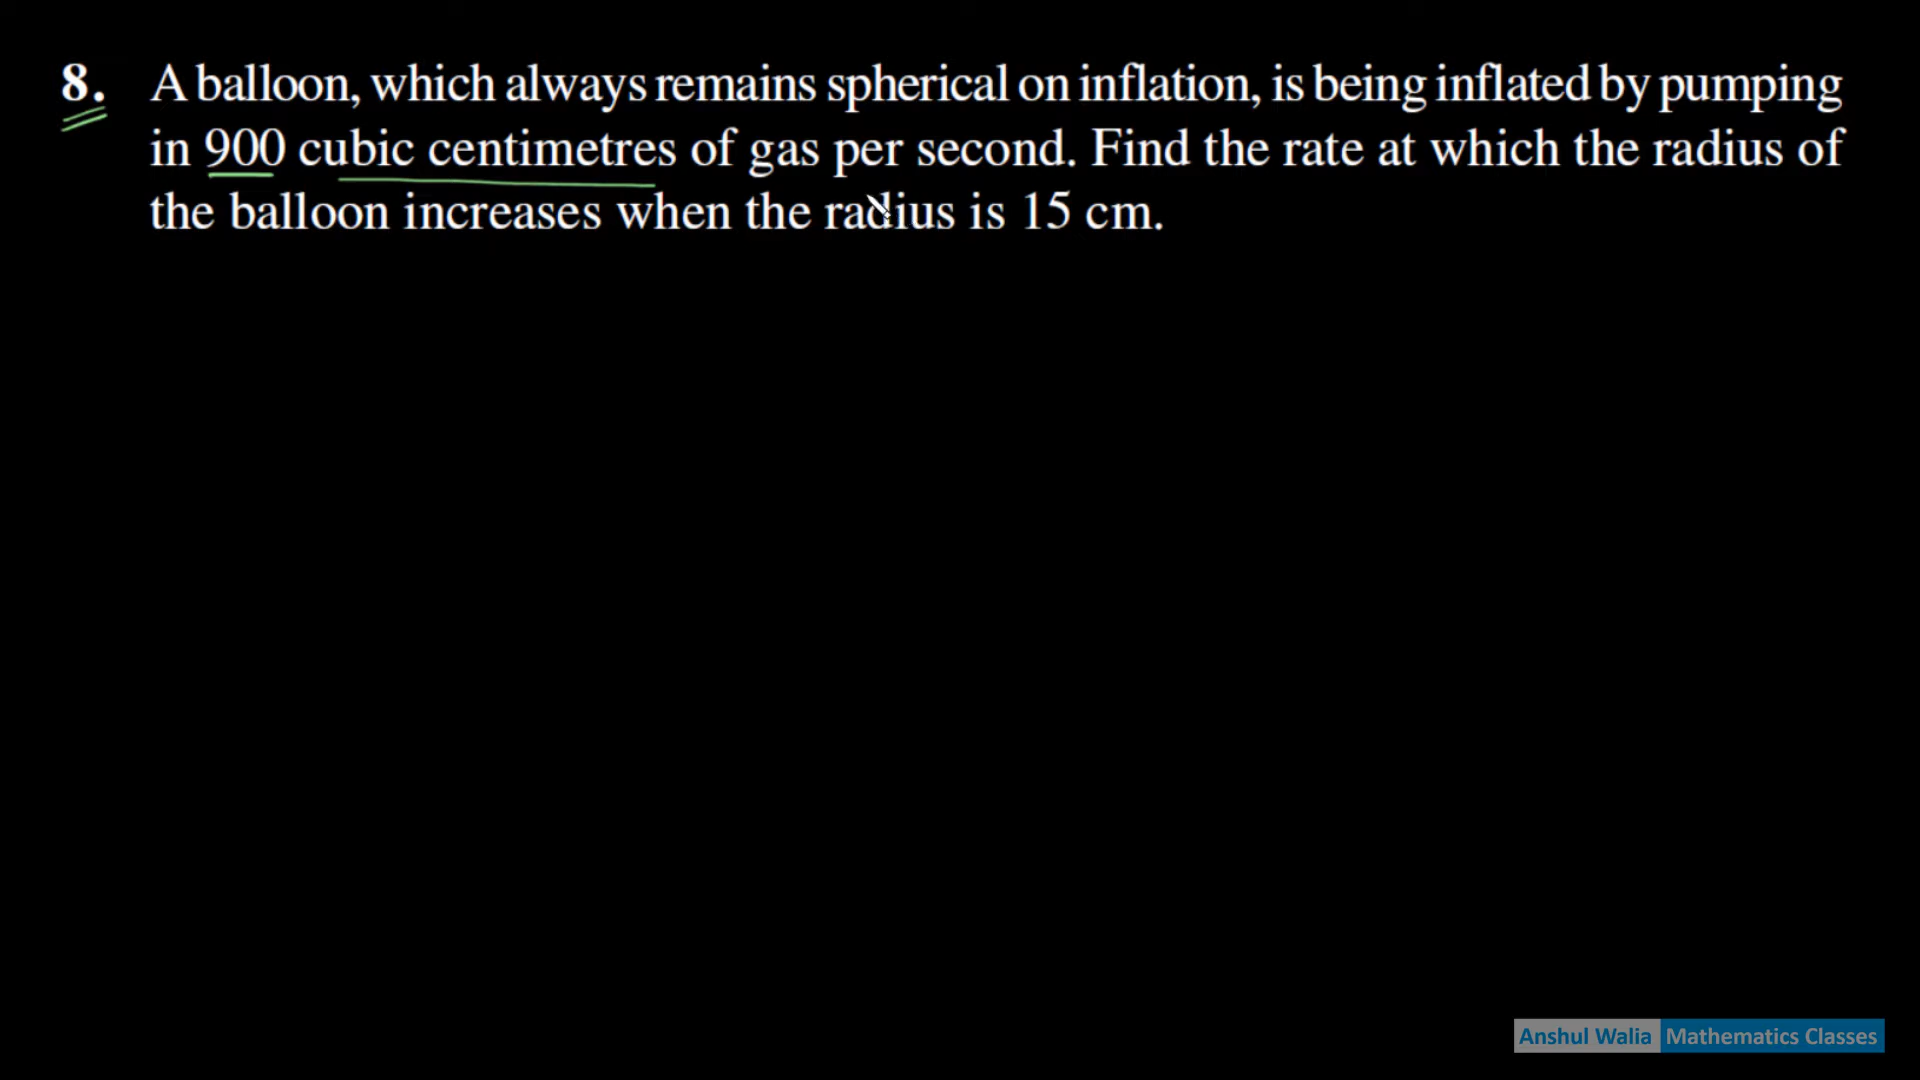 8. A balloon, which always remains spherical on inflation, is being inflated by pumping
in 900 cubic centimetres of gas per second. Find the rate at which the radius of
the balloon increases when the radius is 15 cm.
Anshul Walia Mathematics Classes